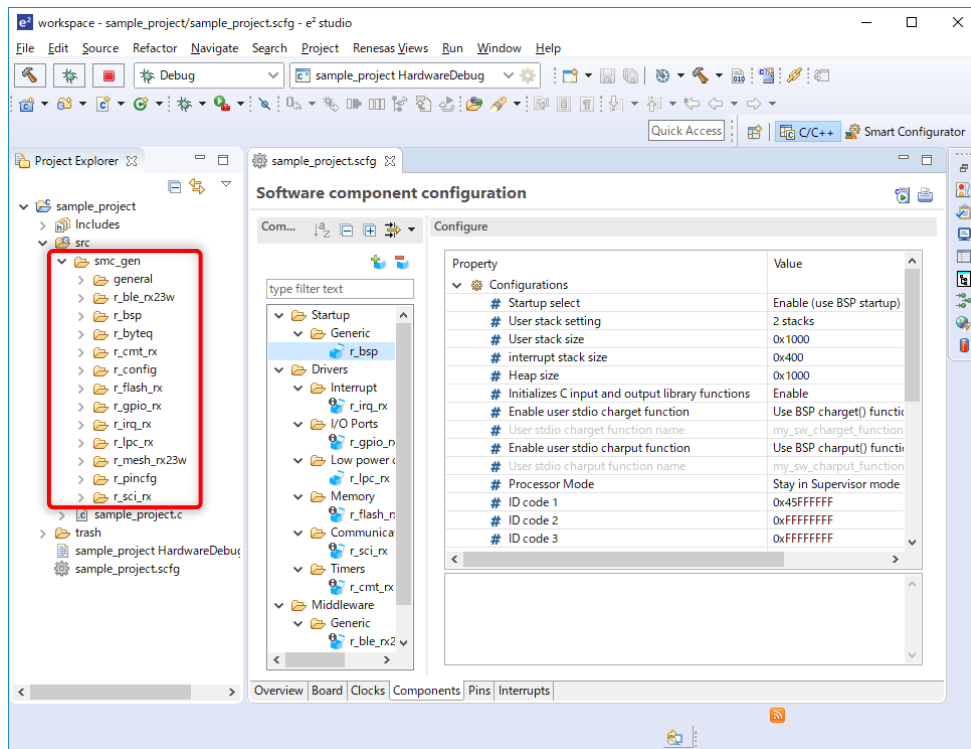 workspace - sample_project/sample_project.scfg - e² studio
File Edit Source Refactor Navigate Search Project Renesas Views Run Window Help
Debug
sample_project HardwareDebug
Quick Access
C/C++
Smart Configurator
Project Explorer
sample_project
Includes
src
smc_gen
general
r_ble_rx23w
r_bsp
r_byteq
r_cmt_rx
r_config
r_flash_rx
r_gpio_rx
r_irq_rx
r_lpc_rx
r_mesh_rx23w
r_pincfg
r_sci_rx
sample_project.c
trash
sample_project HardwareDebug
sample_project.scfg
sample_project.scfg
Software component configuration
Com...
type filter text
Startup
Generic
r_bsp
Drivers
Interrupt
r_irq_rx
I/O Ports
r_gpio_r
Low power c
r_lpc_rx
Memory
r_flash_r
Communica
r_sci_rx
Timers
r_cmt_rx
Middleware
Generic
r_ble_rx2
Configure
Property Value
Configurations
Startup select Enable (use BSP startup)
User stack setting 2 stacks
User stack size 0x1000
interrupt stack size 0x400
Heap size 0x1000
Initializes C input and output library functions Enable
Enable user stdio charget function Use BSP charget() functic
User stdio charget function name my_sw_charget_function
Enable user stdio charput function Use BSP charput() functi
User stdio charput function name my_sw_charput_function
Processor Mode Stay in Supervisor mode
ID code 1 0x45FFFFFF
ID code 2 0xFFFFFFFF
ID code 3 0xFFFFFFFF
Overview Board Clocks Components Pins Interrupts